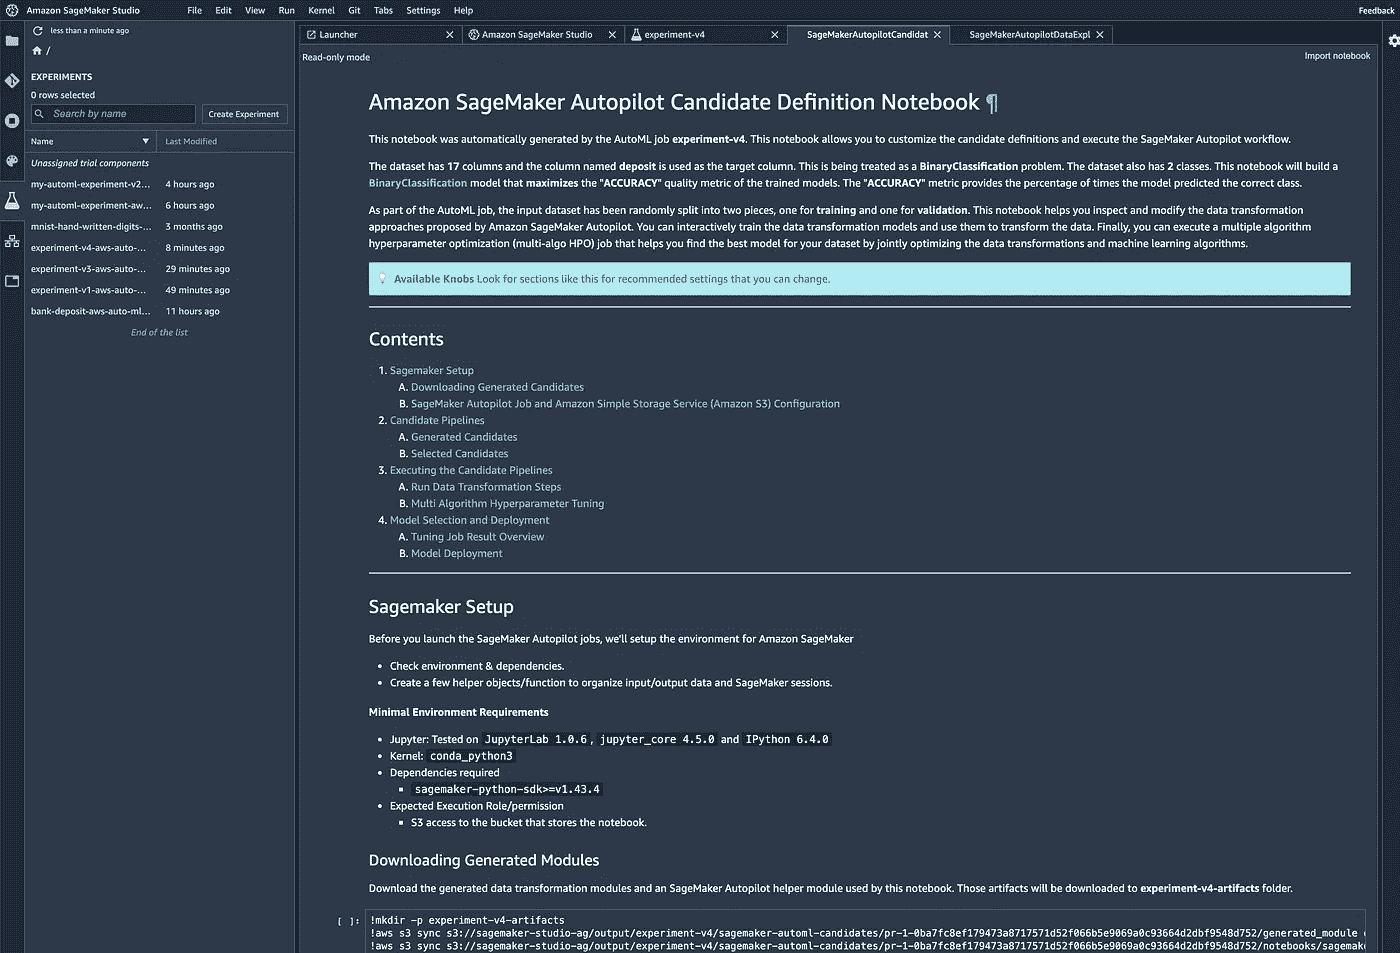 Amazon SageMaker Studio File Edit View Run Kernel Git Tabs Settings Help Feedback
less than a minute ago
/
EXPERIMENTS
0 rows selected
Search by name Create Experiment
Name Last Modified
Unassigned trial components
my-automl-experiment-v2... 4 hours ago
my-automl-experiment-aw... 6 hours ago
mnist-hand-written-digits-... 3 months ago
experiment-v4-aws-auto-... 8 minutes ago
experiment-v3-aws-auto-... 29 minutes ago
experiment-v1-aws-auto-... 49 minutes ago
bank-deposit-aws-auto-ml... 11 hours ago
End of the list
Launcher Amazon SageMaker Studio experiment-v4 SageMakerAutopilotCandidat SageMakerAutopilotDataExpl
Read-only mode Import notebook
Amazon SageMaker Autopilot Candidate Definition Notebook ¶
This notebook was automatically generated by the AutoML job experiment-v4. This notebook allows you to customize the candidate definitions and execute the SageMaker Autopilot workflow.
The dataset has 17 columns and the column named deposit is used as the target column. This is being treated as a BinaryClassification problem. The dataset also has 2 classes. This notebook will build a
BinaryClassification model that maximizes the "ACCURACY" quality metric of the trained models. The "ACCURACY" metric provides the percentage of times the model predicted the correct class.
As part of the AutoML job, the input dataset has been randomly split into two pieces, one for training and one for validation. This notebook helps you inspect and modify the data transformation
approaches proposed by Amazon SageMaker Autopilot. You can interactively train the data transformation models and use them to transform the data. Finally, you can execute a multiple algorithm
hyperparameter optimization (multi-algo HPO) job that helps you find the best model for your dataset by jointly optimizing the data transformations and machine learning algorithms.
Available Knobs Look for sections like this for recommended settings that you can change.
Contents
1. Sagemaker Setup
A. Downloading Generated Candidates
B. SageMaker Autopilot Job and Amazon Simple Storage Service (Amazon S3) Configuration
2. Candidate Pipelines
A. Generated Candidates
B. Selected Candidates
3. Executing the Candidate Pipelines
A. Run Data Transformation Steps
B. Multi Algorithm Hyperparameter Tuning
4. Model Selection and Deployment
A. Tuning Job Result Overview
B. Model Deployment
Sagemaker Setup
Before you launch the SageMaker Autopilot jobs, we'll setup the environment for Amazon SageMaker
• Check environment & dependencies.
• Create a few helper objects/function to organize input/output data and SageMaker sessions.
Minimal Environment Requirements
• Jupyter: Tested on JupyterLab 1.0.6, jupyter_core 4.5.0 and IPython 6.4.0
• Kernel: conda_python3
• Dependencies required
▪ sagemaker-python-sdk>=v1.43.4
• Expected Execution Role/permission
▪ S3 access to the bucket that stores the notebook.
Downloading Generated Modules
Download the generated data transformation modules and an SageMaker Autopilot helper module used by this notebook. Those artifacts will be downloaded to experiment-v4-artifacts folder.
[ ]: !mkdir -p experiment-v4-artifacts
!aws s3 sync s3://sagemaker-studio-ag/output/experiment-v4/sagemaker-automl-candidates/pr-1-0ba7fc8ef179473a8717571d52f066b5e9069a0c93664d2dbf9548d752/generated_module
!aws s3 sync s3://sagemaker-studio-ag/output/experiment-v4/sagemaker-automl-candidates/pr-1-0ba7fc8ef179473a8717571d52f066b5e9069a0c93664d2dbf9548d752/notebooks/sagemake